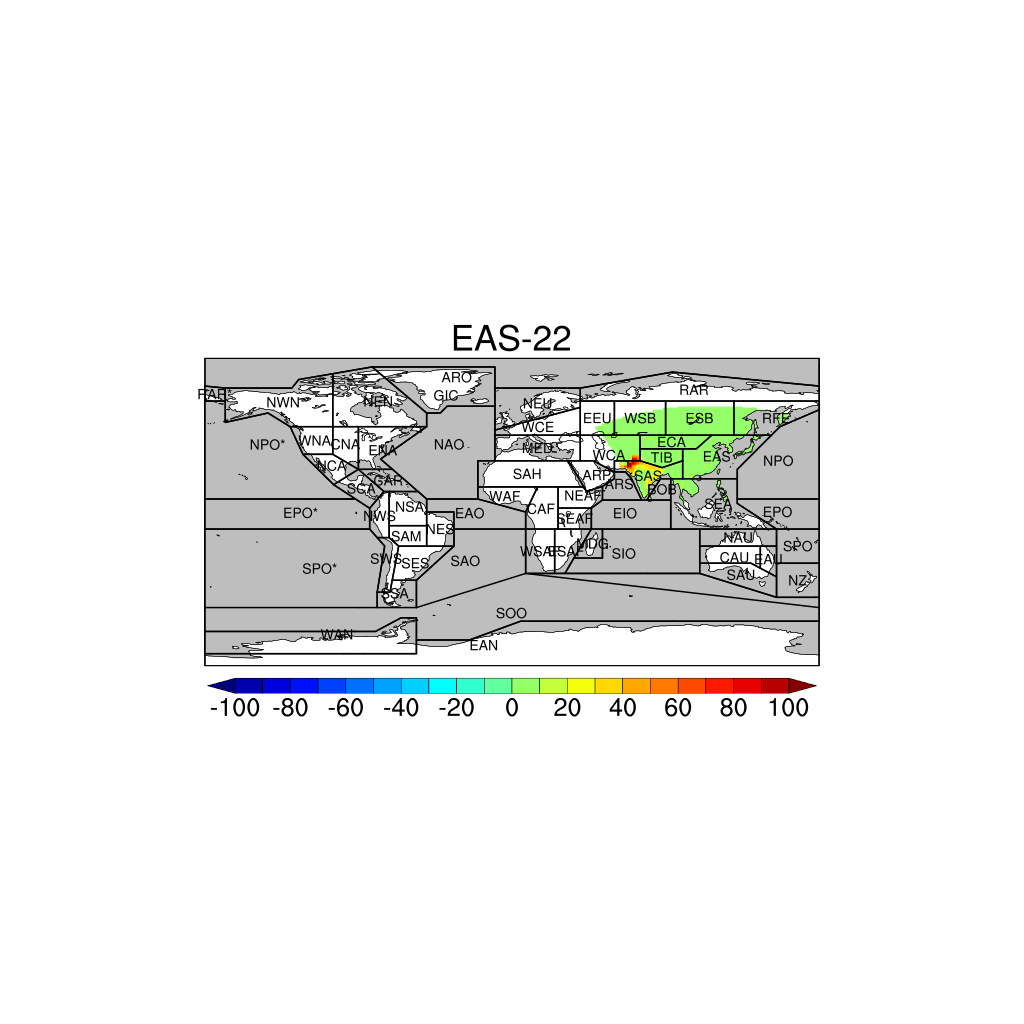 EAS-22
ARO
RAR
RAR*
GIC
NWN
NEN
NEU
EEU
WSB
ESB
RFE
WCE
NPO*
WNA
CNA
ENA
NAO
MED
ECA
WCA
TIB
EAS
NPO
NCA
SAH
ARP
SAS
SCA
CAR
ARS
BOB
WAF
NEAF
NSA
SEA
EPO*
NWS
EAO
CAF
EIO
EPO
NES
SEAF
SAM
NAU
MDG
SPO
SWS
SES
SAO
WSAF
ESAF
SIO
CAU
EAU
SPO*
SAU
NZ
SSA
SOO
WAN
EAN
-100 -80 -60 -40 -20 0 20 40 60 80 100